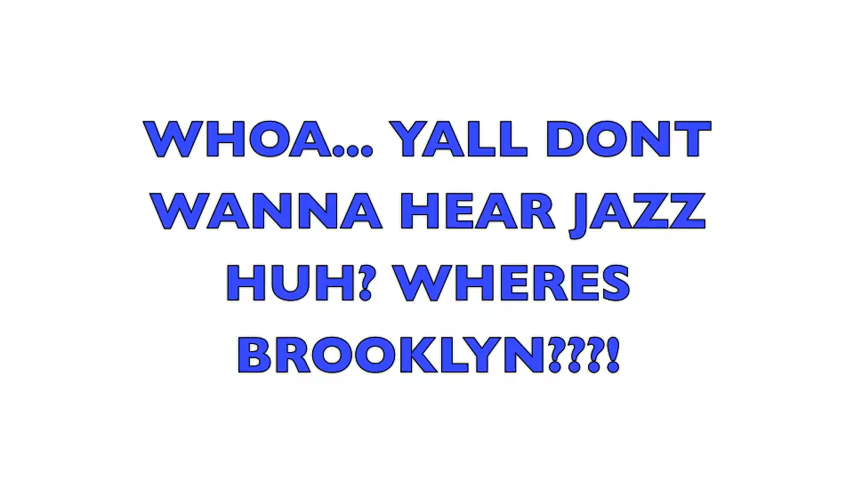 WHOA... YALL DONT
WANNA HEAR JAZZ
HUH? WHERES
BROOKLYN???!